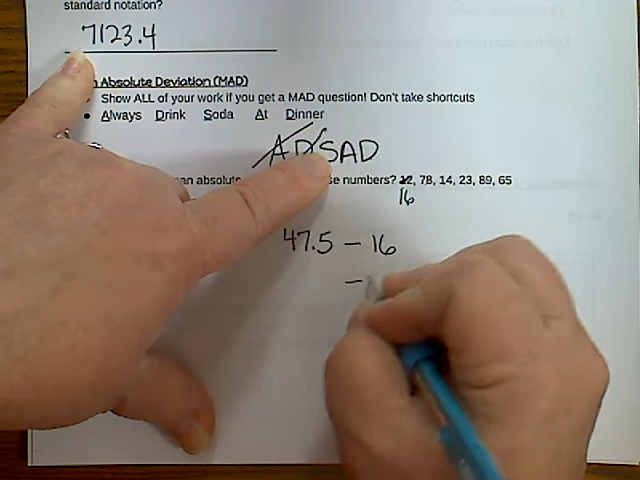 standard notation?
7123.4
n Absolute Deviation (MAD)
Show ALL of your work if you get a MAD question! Don't take shortcuts
• Always Drink Soda At Dinner
ADSAD
an absolute se numbers? 12, 78, 14, 23, 89, 65
16
47.5 - 16
-